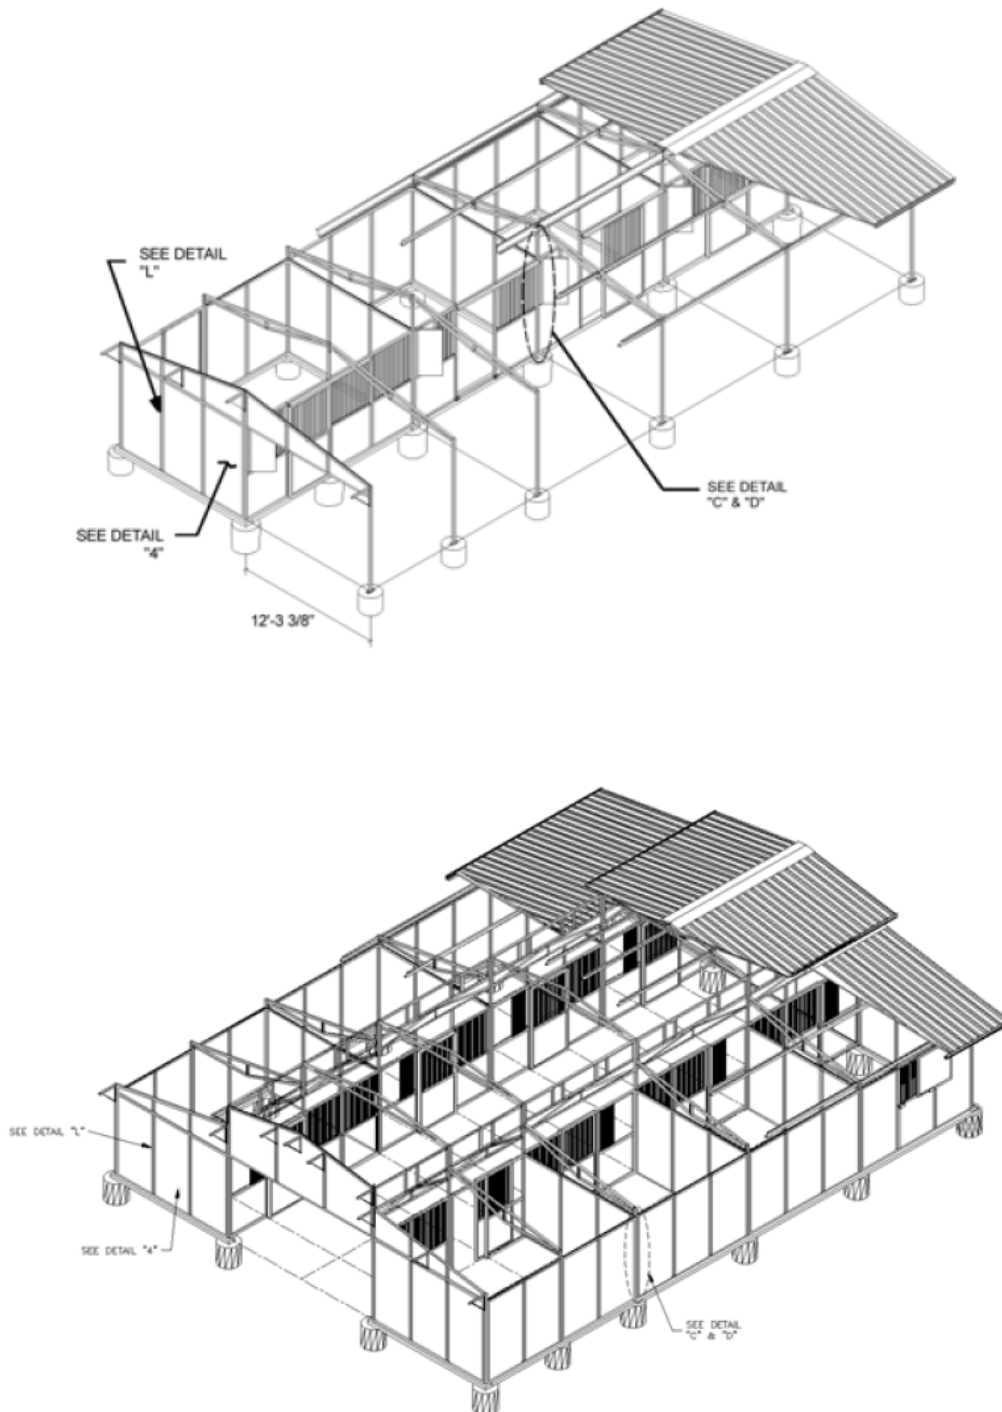 SEE DETAIL
"L"
SEE DETAIL
"C" & "D"
SEE DETAIL
"4"
12'-3 3/8"
SEE DETAIL "L"
SEE DETAIL "4"
SEE DETAIL
"C" & "D"